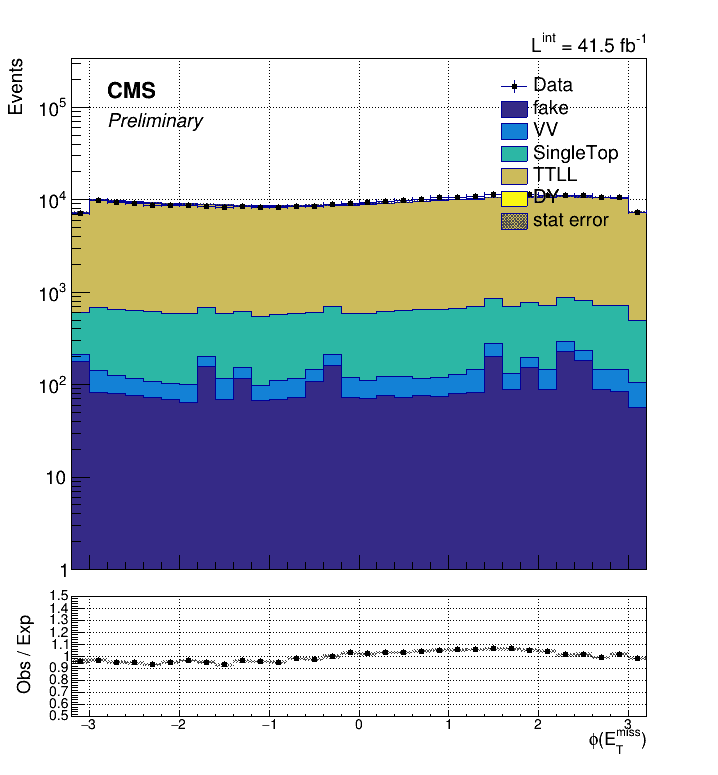 L^int = 41.5 fb^-1
Events
CMS
Preliminary
Data
fake
VV
SingleTop
TTLL
DY
stat error
10^5
10^4
10^3
10^2
10
1
Obs / Exp
1.5
1.4
1.3
1.2
1.1
1
0.9
0.8
0.7
0.6
0.5
−3 −2 −1 0 1 2 3
ϕ(E_T^miss)